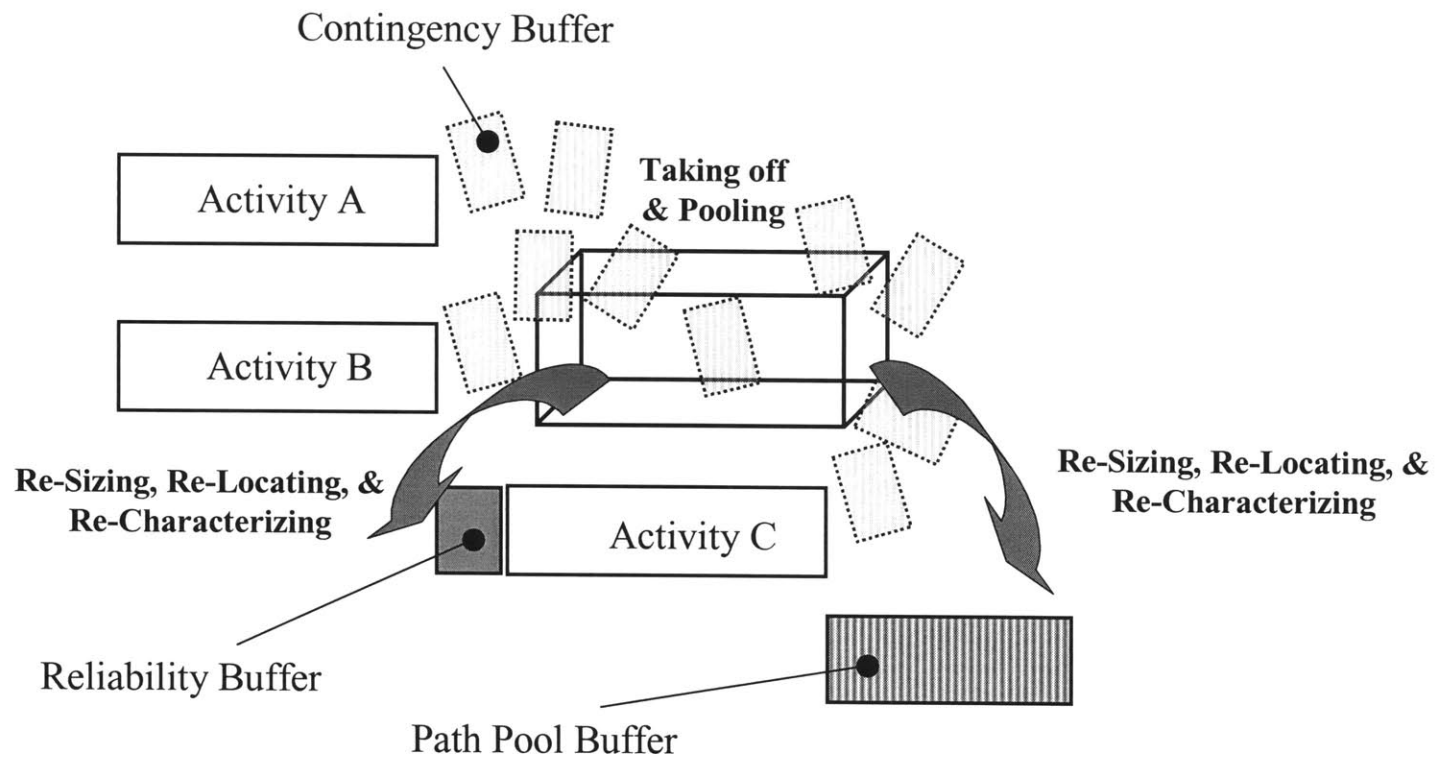 Contingency Buffer
Taking off
& Pooling
Activity A
Activity B
Re-Sizing, Re-Locating, &
Re-Characterizing
Re-Sizing, Re-Locating, &
Re-Characterizing
Activity C
Reliability Buffer
Path Pool Buffer